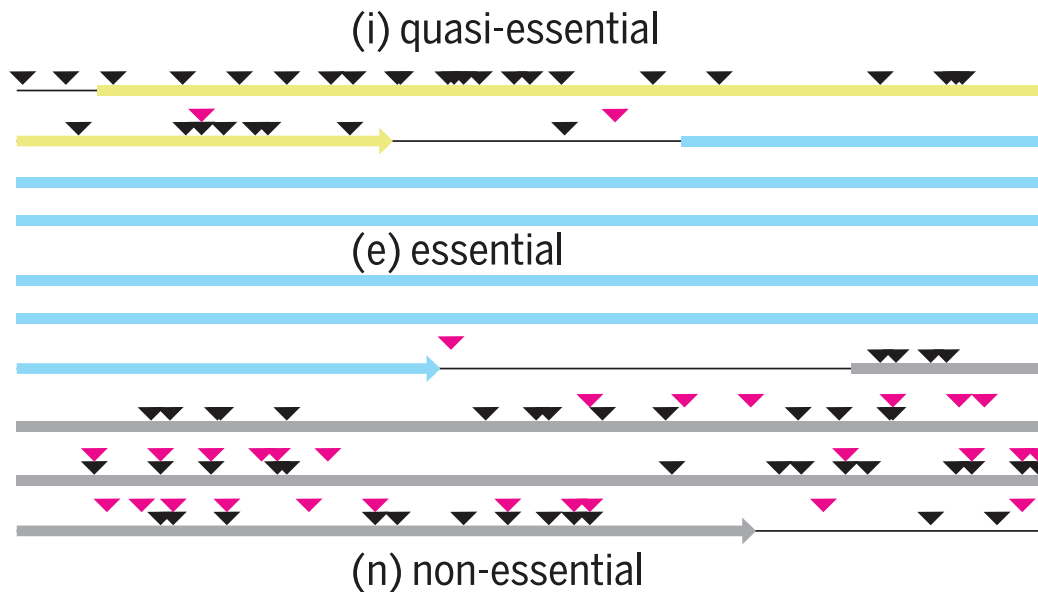 (i) quasi-essential
(e) essential
(n) non-essential